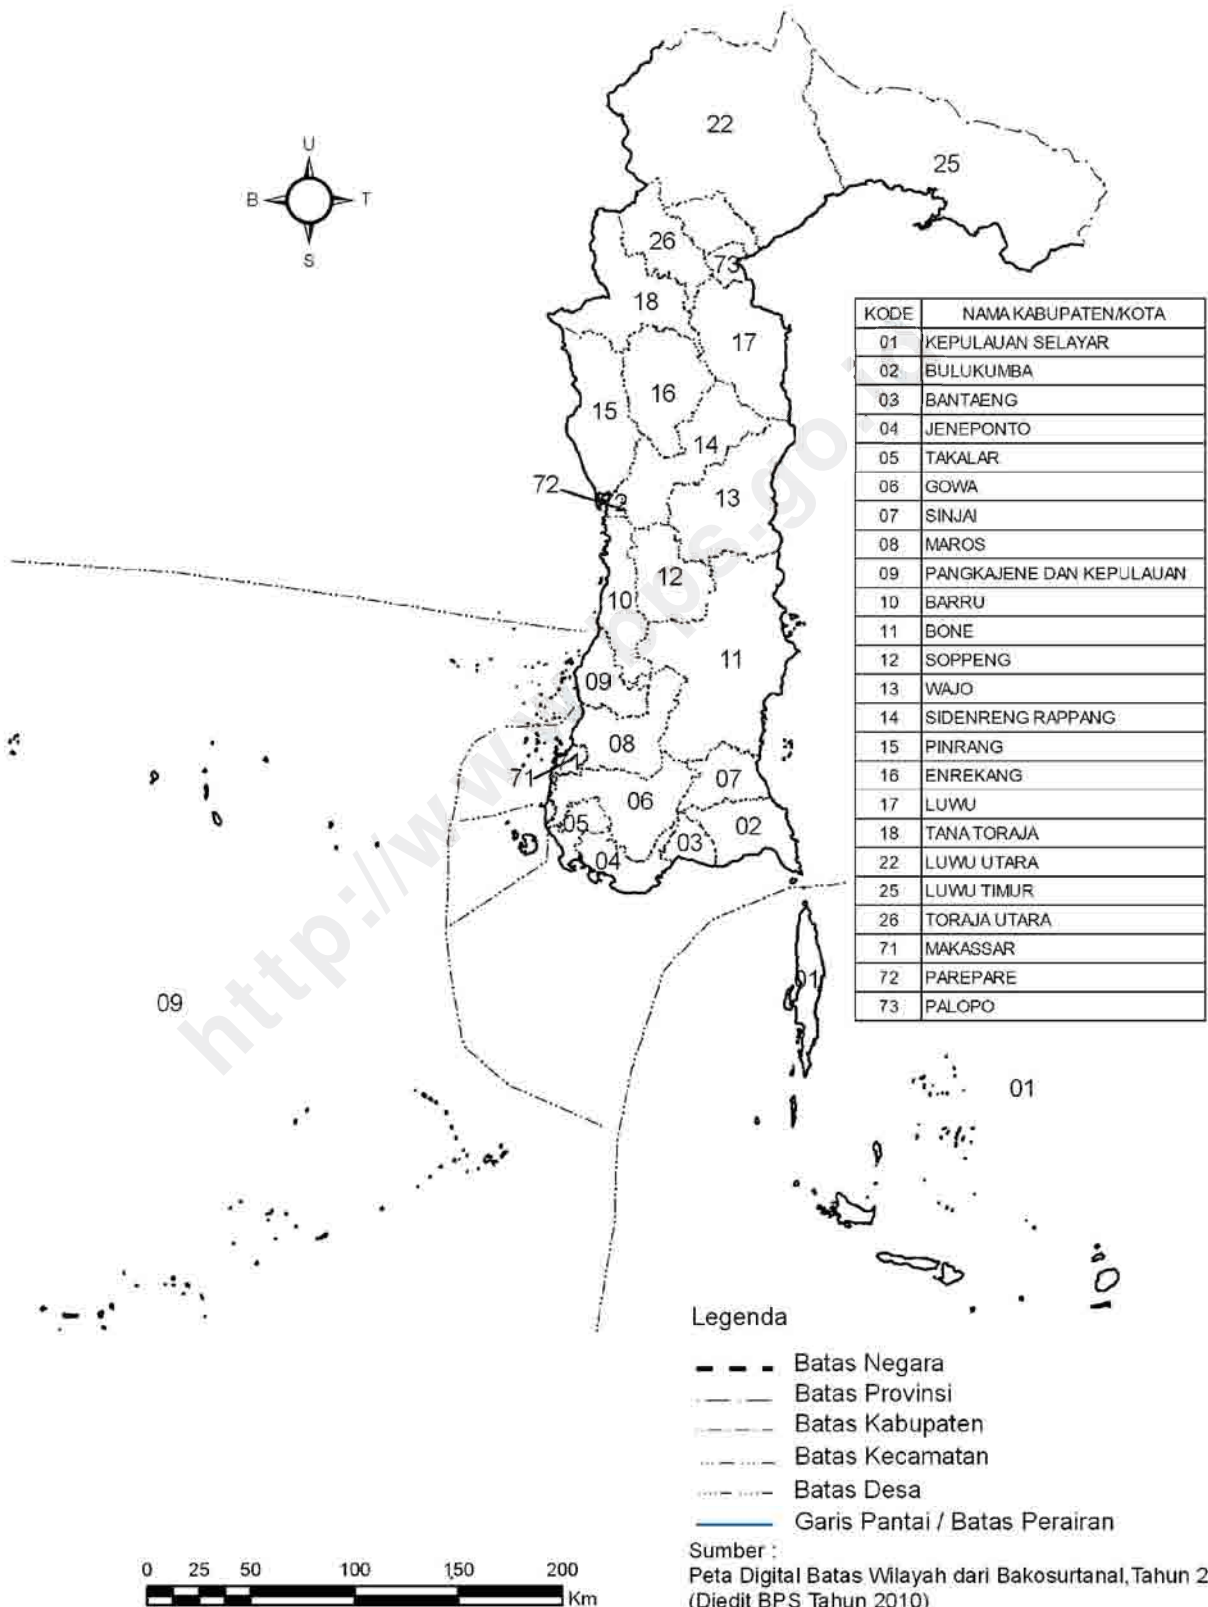 U
B T
S
22
25
26
73
18
17
16
15
14
72
13
12
10
11
09
08
71
07
06
05
02
03
04
01
09
01
KODE NAMA KABUPATEN/KOTA
01 KEPULAUAN SELAYAR
02 BULUKUMBA
03 BANTAENG
04 JENEPONTO
05 TAKALAR
06 GOWA
07 SINJAI
08 MAROS
09 PANGKAJENE DAN KEPULAUAN
10 BARRU
11 BONE
12 SOPPENG
13 WAJO
14 SIDENRENG RAPPANG
15 PINRANG
16 ENREKANG
17 LUWU
18 TANA TORAJA
22 LUWU UTARA
25 LUWU TIMUR
26 TORAJA UTARA
71 MAKASSAR
72 PAREPARE
73 PALOPO
Legenda
Batas Negara
Batas Provinsi
Batas Kabupaten
Batas Kecamatan
Batas Desa
Garis Pantai / Batas Perairan
Sumber :
Peta Digital Batas Wilayah dari Bakosurtanal, Tahun 2
(Diedit BPS Tahun 2010)
0 25 50 100 150 200
Km